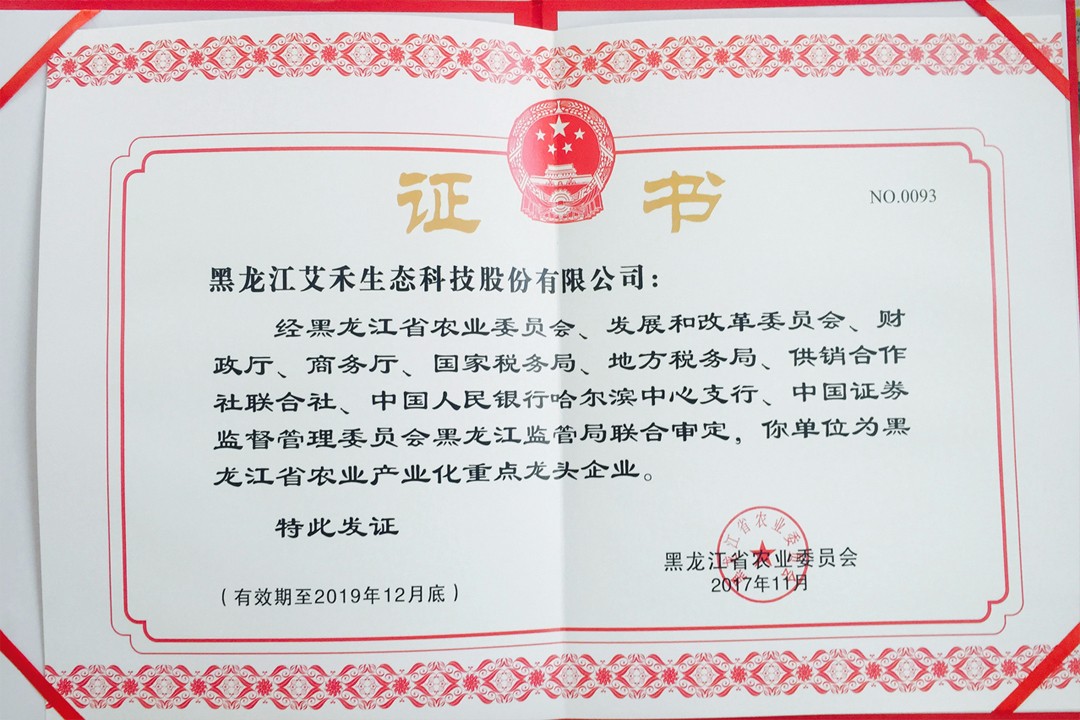 证书
NO.0093
黑龙江艾禾生态科技股份有限公司：
经黑龙江省农业委员会、发展和改革委员会、财
政厅、商务厅、国家税务局、地方税务局、供销合作
社联合社、中国人民银行哈尔滨中心支行、中国证券
监督管理委员会黑龙江监管局联合审定，你单位为黑
龙江省农业产业化重点龙头企业。
特此发证
黑龙江省农业委员会
2017年11月
（有效期至2019年12月底）